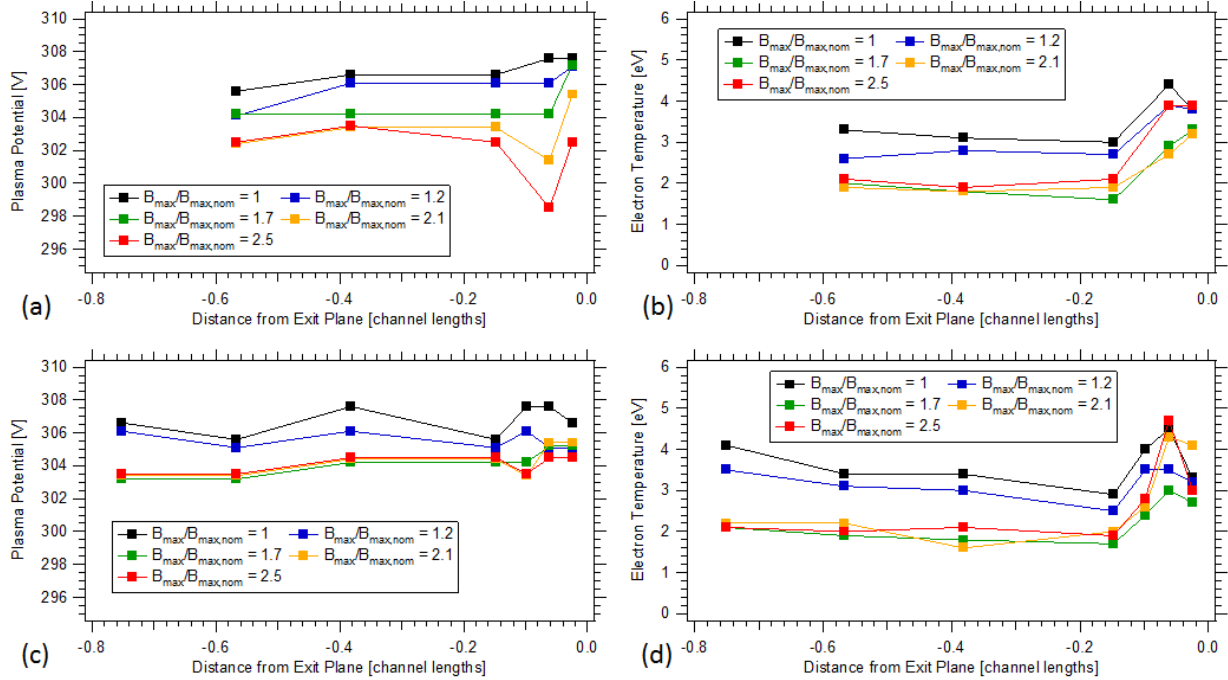 310
308
306
304
302
300
298
296
Plasma Potential [V]
B_max/B_max,nom = 1
B_max/B_max,nom = 1.2
B_max/B_max,nom = 1.7
B_max/B_max,nom = 2.1
B_max/B_max,nom = 2.5
(a)
-0.8
-0.6
-0.4
-0.2
0.0
Distance from Exit Plane [channel lengths]
6
5
4
3
2
1
0
Electron Temperature [eV]
B_max/B_max,nom = 1
B_max/B_max,nom = 1.2
B_max/B_max,nom = 1.7
B_max/B_max,nom = 2.1
B_max/B_max,nom = 2.5
(b)
-0.8
-0.6
-0.4
-0.2
0.0
Distance from Exit Plane [channel lengths]
310
308
306
304
302
300
298
296
Plasma Potential [V]
B_max/B_max,nom = 1
B_max/B_max,nom = 1.2
B_max/B_max,nom = 1.7
B_max/B_max,nom = 2.1
B_max/B_max,nom = 2.5
(c)
-0.8
-0.6
-0.4
-0.2
0.0
Distance from Exit Plane [channel lengths]
6
5
4
3
2
1
0
Electron Temperature [eV]
B_max/B_max,nom = 1
B_max/B_max,nom = 1.2
B_max/B_max,nom = 1.7
B_max/B_max,nom = 2.1
B_max/B_max,nom = 2.5
(d)
-0.8
-0.6
-0.4
-0.2
0.0
Distance from Exit Plane [channel lengths]